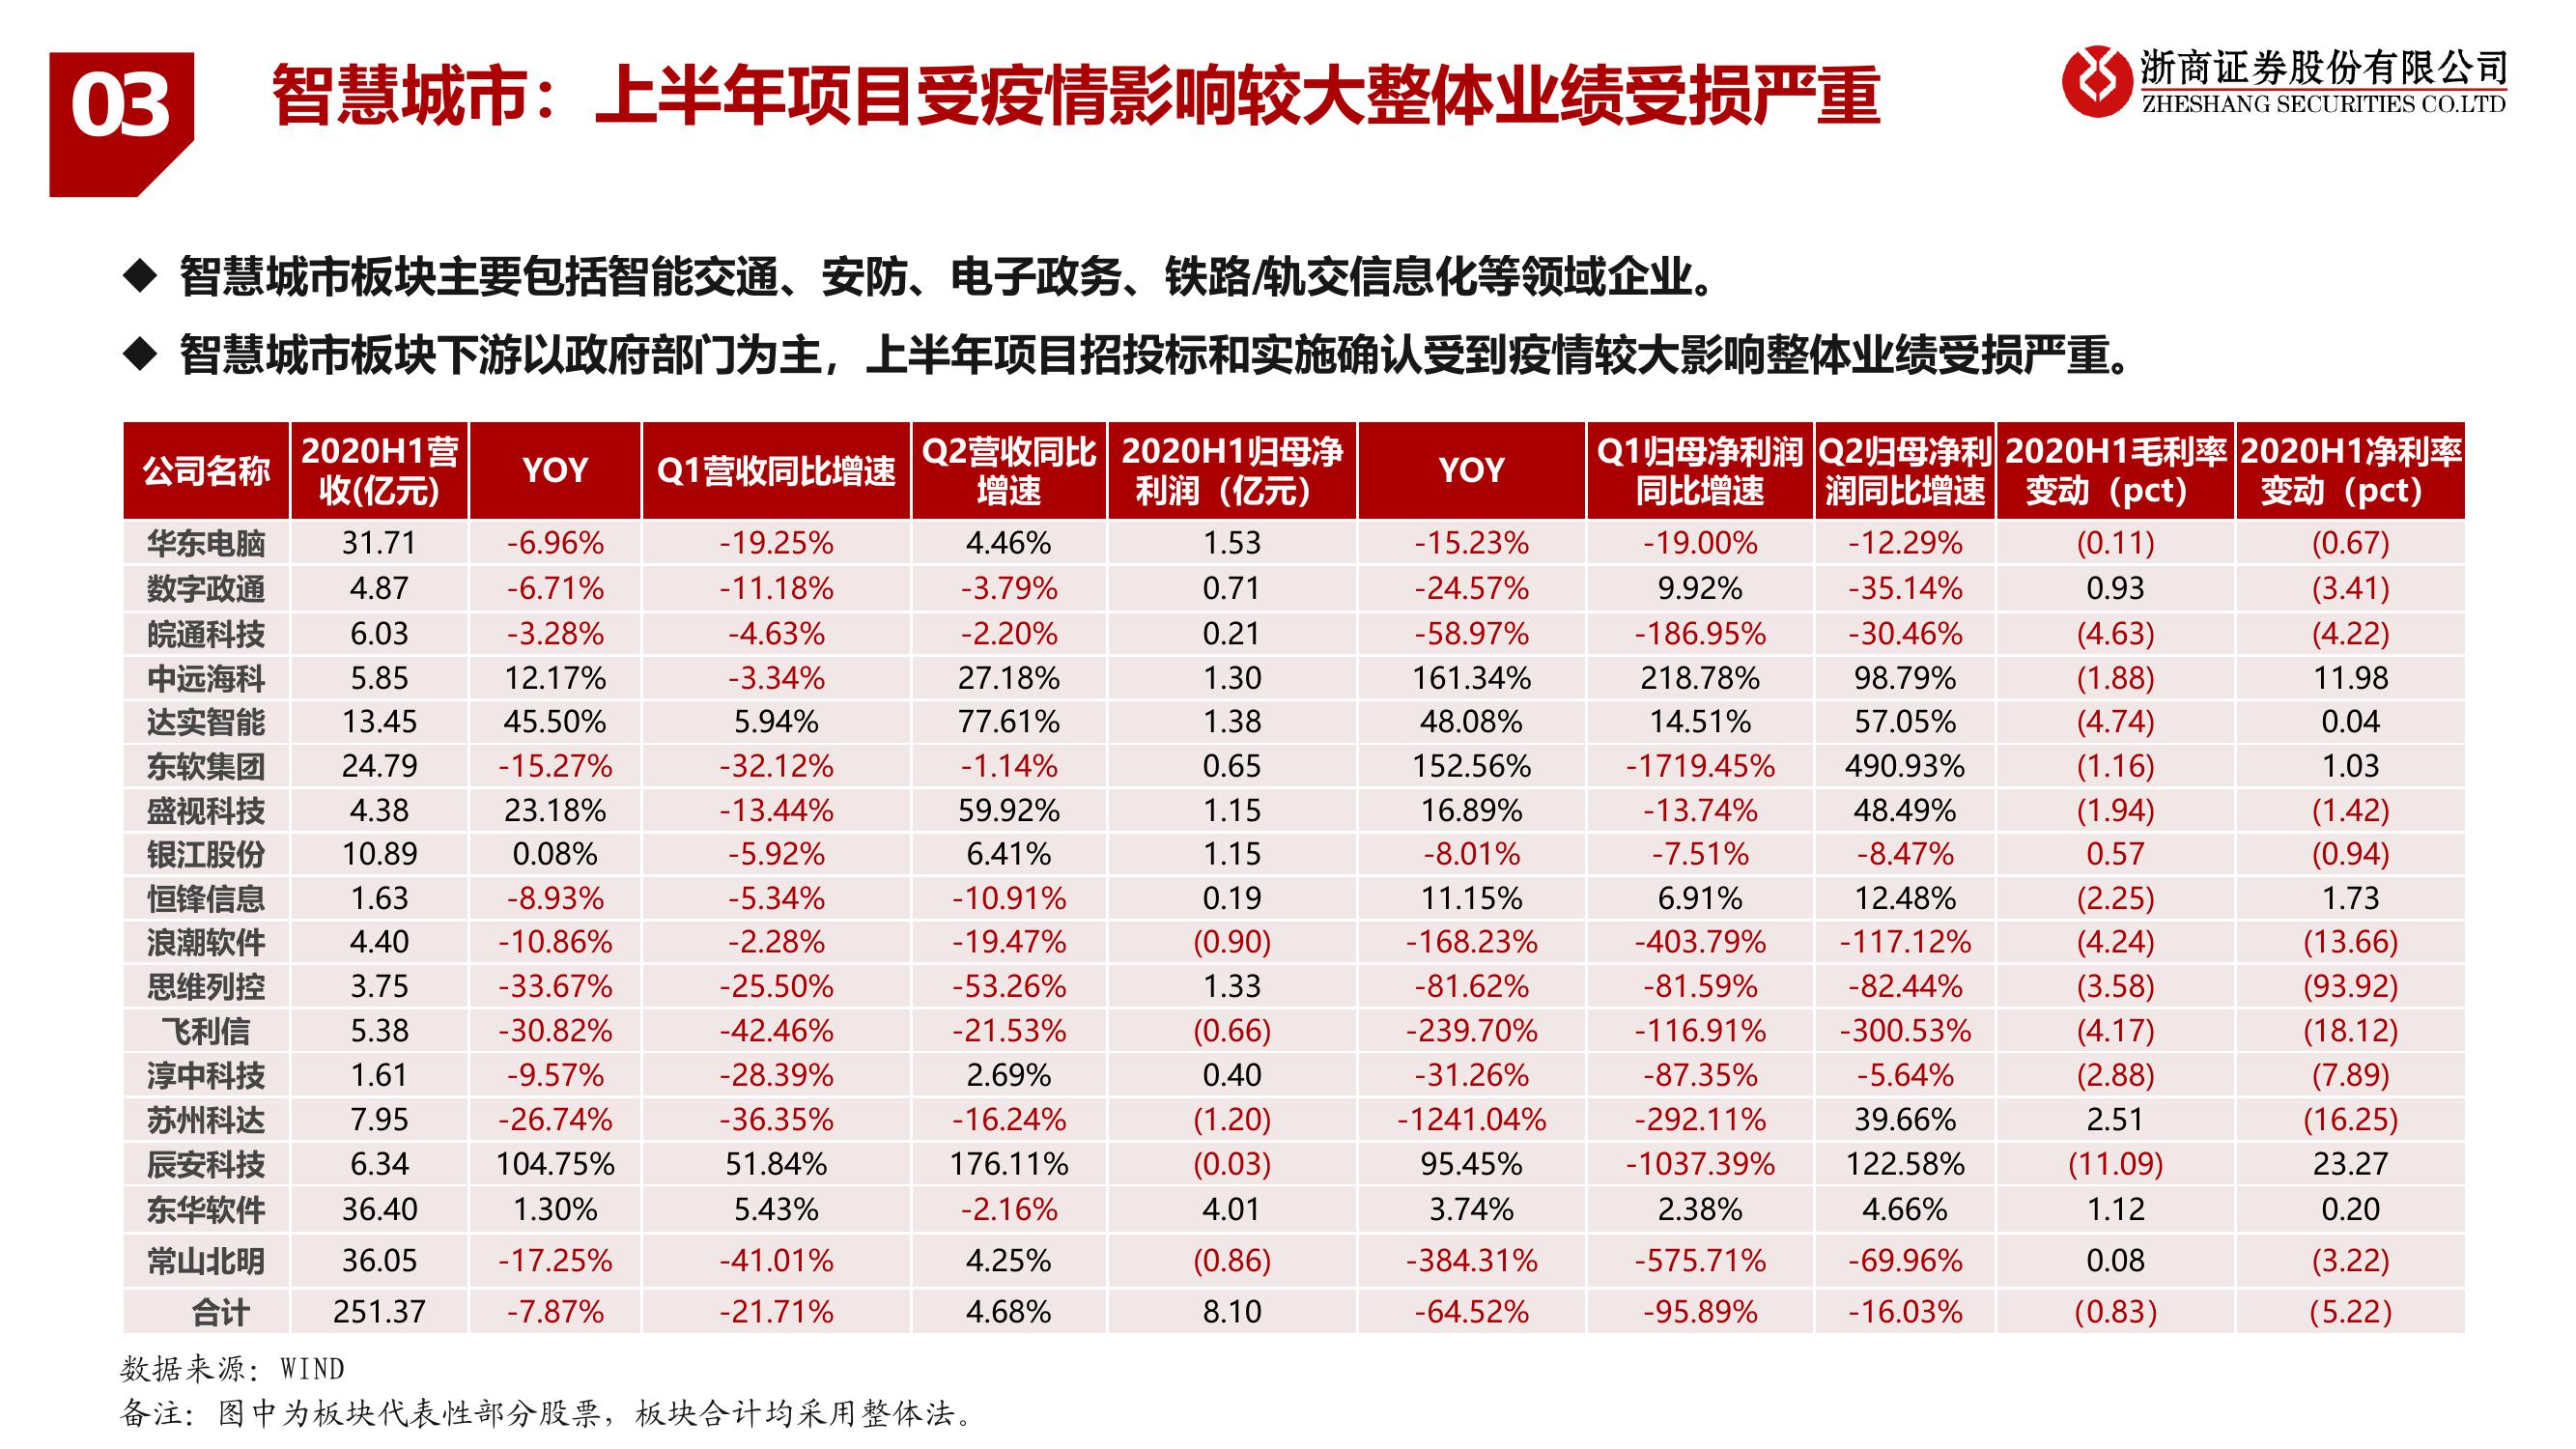 03
智慧城市：上半年项目受疫情影响较大整体业绩受损严重
浙商证券股份有限公司
ZHESHANG SECURITIES CO.LTD
◆ 智慧城市板块主要包括智能交通、安防、电子政务、铁路/轨交信息化等领域企业。
◆ 智慧城市板块下游以政府部门为主，上半年项目招投标和实施确认受到疫情较大影响整体业绩受损严重。
公司名称 2020H1营收(亿元) YOY Q1营收同比增速 Q2营收同比增速 2020H1归母净利润（亿元） YOY Q1归母净利润同比增速 Q2归母净利润同比增速 2020H1毛利率变动（pct） 2020H1净利率变动（pct）
华东电脑 31.71 -6.96% -19.25% 4.46% 1.53 -15.23% -19.00% -12.29% (0.11) (0.67)
数字政通 4.87 -6.71% -11.18% -3.79% 0.71 -24.57% 9.92% -35.14% 0.93 (3.41)
皖通科技 6.03 -3.28% -4.63% -2.20% 0.21 -58.97% -186.95% -30.46% (4.63) (4.22)
中远海科 5.85 12.17% -3.34% 27.18% 1.30 161.34% 218.78% 98.79% (1.88) 11.98
达实智能 13.45 45.50% 5.94% 77.61% 1.38 48.08% 14.51% 57.05% (4.74) 0.04
东软集团 24.79 -15.27% -32.12% -1.14% 0.65 152.56% -1719.45% 490.93% (1.16) 1.03
盛视科技 4.38 23.18% -13.44% 59.92% 1.15 16.89% -13.74% 48.49% (1.94) (1.42)
银江股份 10.89 0.08% -5.92% 6.41% 1.15 -8.01% -7.51% -8.47% 0.57 (0.94)
恒锋信息 1.63 -8.93% -5.34% -10.91% 0.19 11.15% 6.91% 12.48% (2.25) 1.73
浪潮软件 4.40 -10.86% -2.28% -19.47% (0.90) -168.23% -403.79% -117.12% (4.24) (13.66)
思维列控 3.75 -33.67% -25.50% -53.26% 1.33 -81.62% -81.59% -82.44% (3.58) (93.92)
飞利信 5.38 -30.82% -42.46% -21.53% (0.66) -239.70% -116.91% -300.53% (4.17) (18.12)
淳中科技 1.61 -9.57% -28.39% 2.69% 0.40 -31.26% -87.35% -5.64% (2.88) (7.89)
苏州科达 7.95 -26.74% -36.35% -16.24% (1.20) -1241.04% -292.11% 39.66% 2.51 (16.25)
辰安科技 6.34 104.75% 51.84% 176.11% (0.03) 95.45% -1037.39% 122.58% (11.09) 23.27
东华软件 36.40 1.30% 5.43% -2.16% 4.01 3.74% 2.38% 4.66% 1.12 0.20
常山北明 36.05 -17.25% -41.01% 4.25% (0.86) -384.31% -575.71% -69.96% 0.08 (3.22)
合计 251.37 -7.87% -21.71% 4.68% 8.10 -64.52% -95.89% -16.03% （0.83） （5.22）
数据来源：WIND
备注：图中为板块代表性部分股票，板块合计均采用整体法。